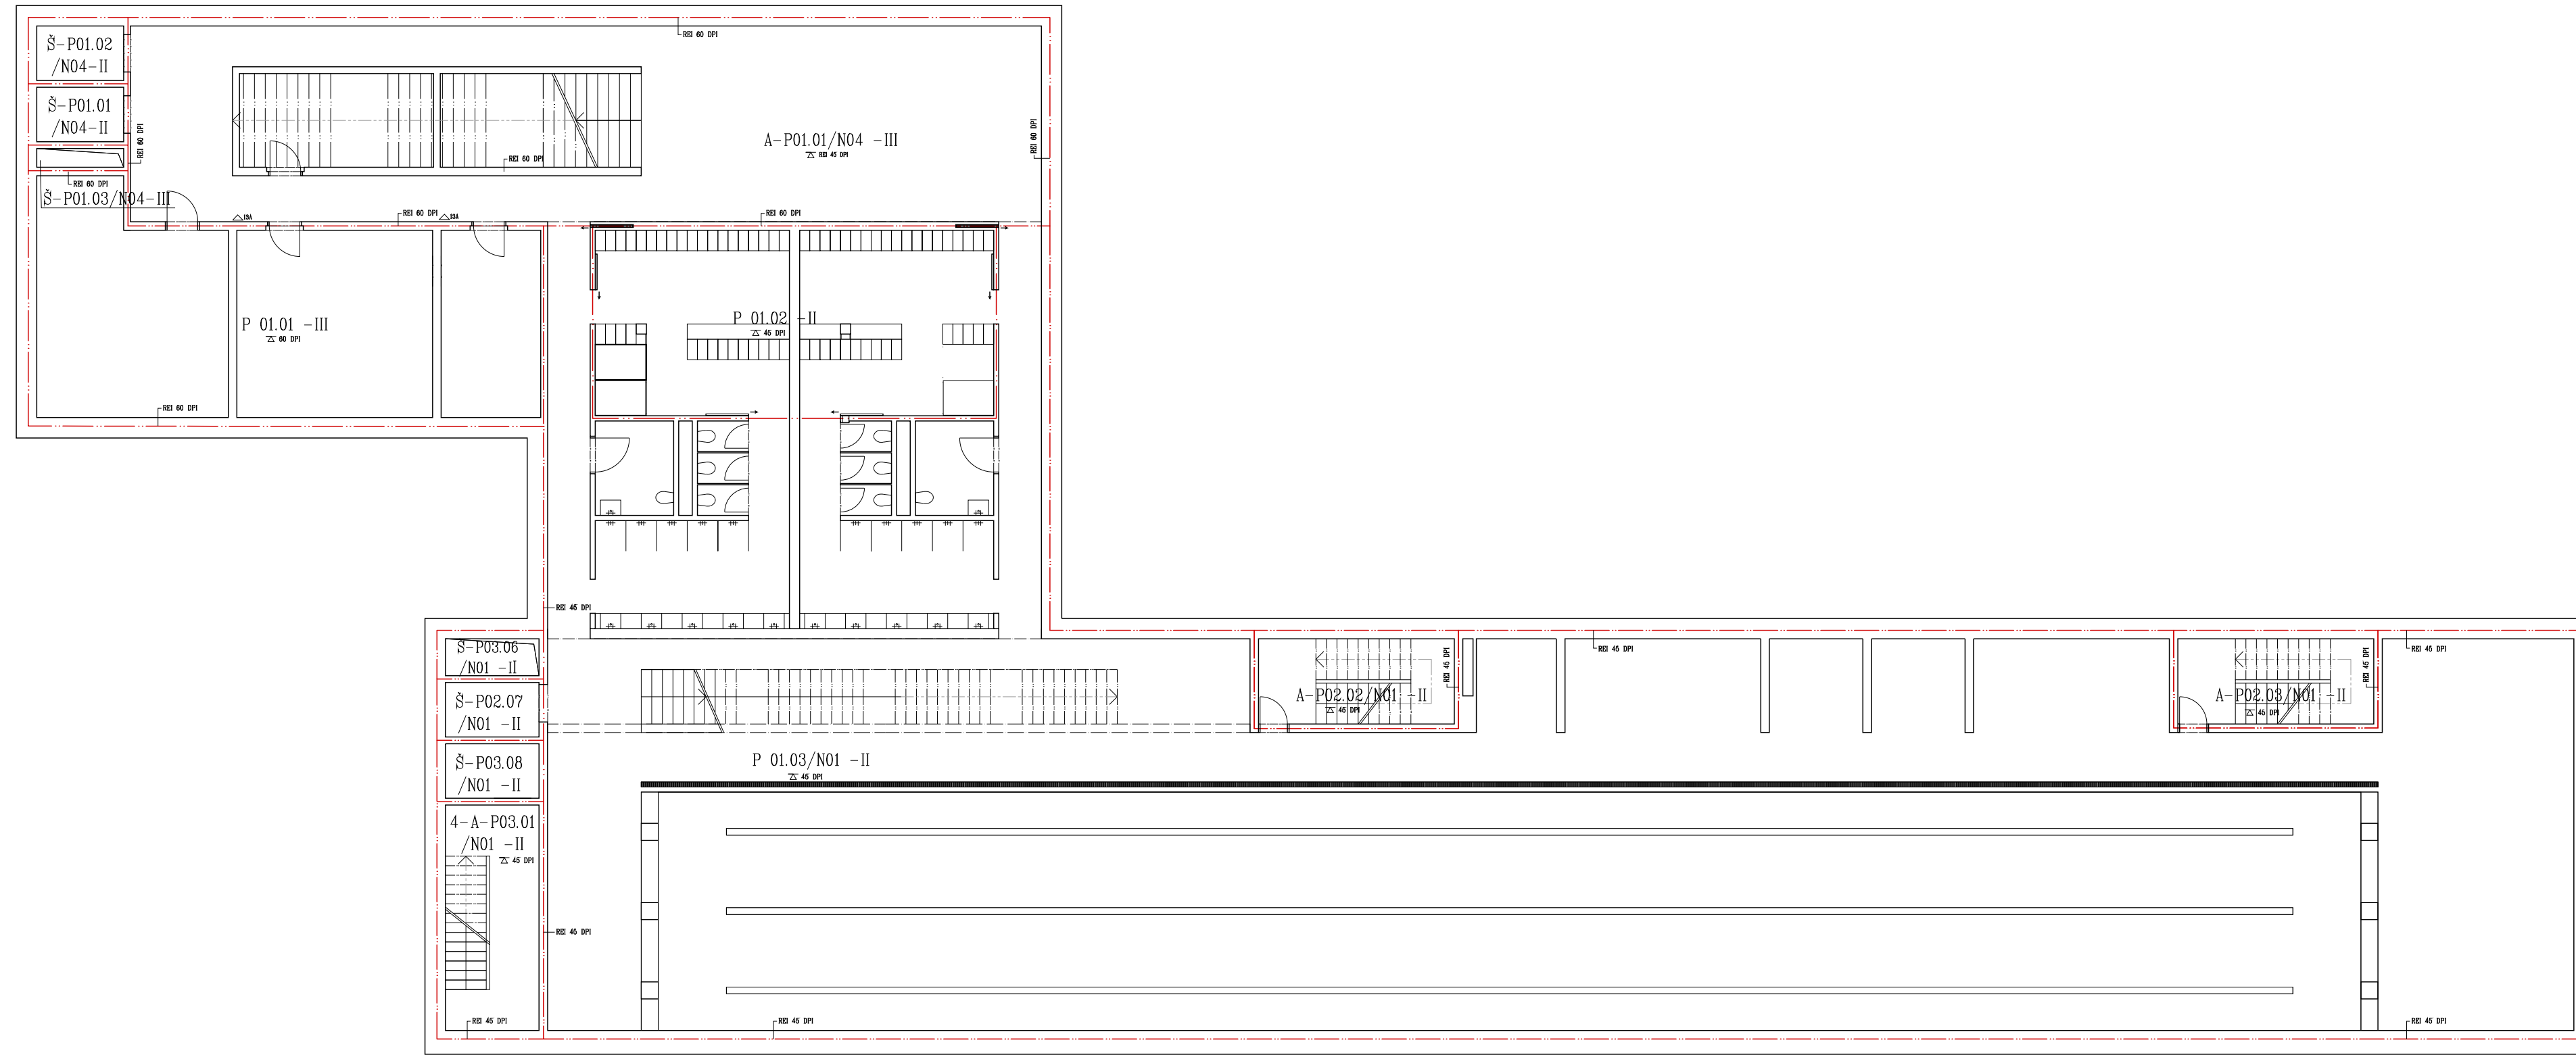 Š-P01.02
/N04-II
REI 60 DPI
Š-P01.01
/N04-II
REI 60 DPI
REI 60 DPI
A-P01.01/N04 -III
REI 45 DPI
REI 60 DPI
REI 60 DPI
Š-P01.03/N04-III
REI 60 DPI
REI 60 DPI
P 01.01 -III
60 DPI
P 01.02 -II
45 DPI
REI 60 DPI
REI 45 DPI
Š-P03.06
/N01 -II
REI 45 DPI
REI 45 DPI
REI 45 DPI
REI 45 DPI
Š-P02.07
/N01 -II
A-P02.02/N01 -II
45 DPI
A-P02.03/N01 -II
45 DPI
Š-P03.08
/N01 -II
P 01.03/N01 -II
45 DPI
4-A-P03.01
/N01 -II
45 DPI
REI 45 DPI
REI 45 DPI
REI 45 DPI
REI 45 DPI